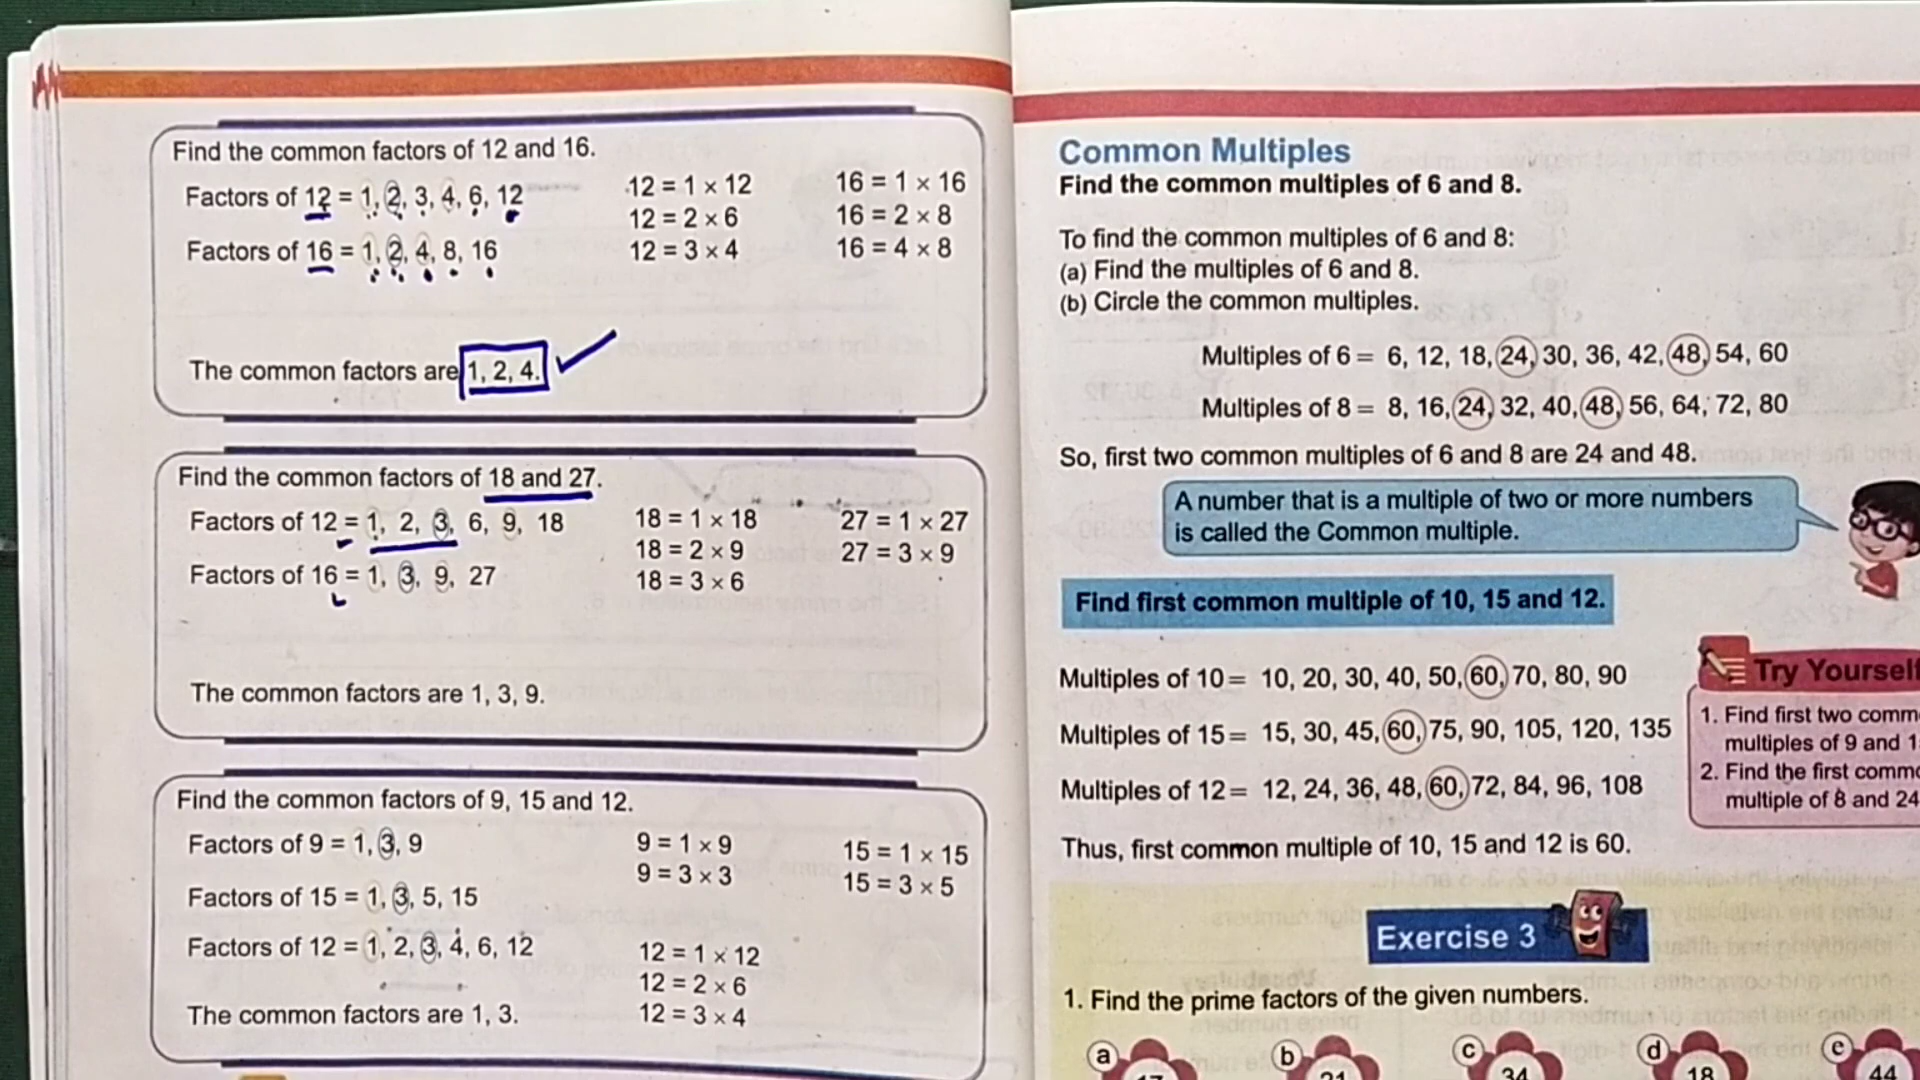 Find the common factors of 12 and 16.
Factors of 12 = 1, 2, 3, 4, 6, 12
Factors of 16 = 1, 2, 4, 8, 16
12 = 1 × 12
12 = 2 × 6
12 = 3 × 4
16 = 1 × 16
16 = 2 × 8
16 = 4 × 8
The common factors are 1, 2, 4.
Find the common factors of 18 and 27.
Factors of 12 = 1, 2, 3, 6, 9, 18
Factors of 16 = 1, 3, 9, 27
18 = 1 × 18
18 = 2 × 9
18 = 3 × 6
27 = 1 × 27
27 = 3 × 9
The common factors are 1, 3, 9.
Find the common factors of 9, 15 and 12.
Factors of 9 = 1, 3, 9
Factors of 15 = 1, 3, 5, 15
Factors of 12 = 1, 2, 3, 4, 6, 12
9 = 1 × 9
9 = 3 × 3
15 = 1 × 15
15 = 3 × 5
12 = 1 × 12
12 = 2 × 6
12 = 3 × 4
The common factors are 1, 3.
Common Multiples
Find the common multiples of 6 and 8.
To find the common multiples of 6 and 8:
(a) Find the multiples of 6 and 8.
(b) Circle the common multiples.
Multiples of 6 = 6, 12, 18, 24, 30, 36, 42, 48, 54, 60
Multiples of 8 = 8, 16, 24, 32, 40, 48, 56, 64, 72, 80
So, first two common multiples of 6 and 8 are 24 and 48.
A number that is a multiple of two or more numbers
is called the Common multiple.
Find first common multiple of 10, 15 and 12.
Multiples of 10 = 10, 20, 30, 40, 50, 60, 70, 80, 90
Multiples of 15 = 15, 30, 45, 60, 75, 90, 105, 120, 135
Multiples of 12 = 12, 24, 36, 48, 60, 72, 84, 96, 108
Thus, first common multiple of 10, 15 and 12 is 60.
Try Yourself
1. Find first two
multiples of 9 and
2. Find the first
multiple of 8 and 24
Exercise 3
1. Find the prime factors of the given numbers.
a
b
c 34
d 18
e 44